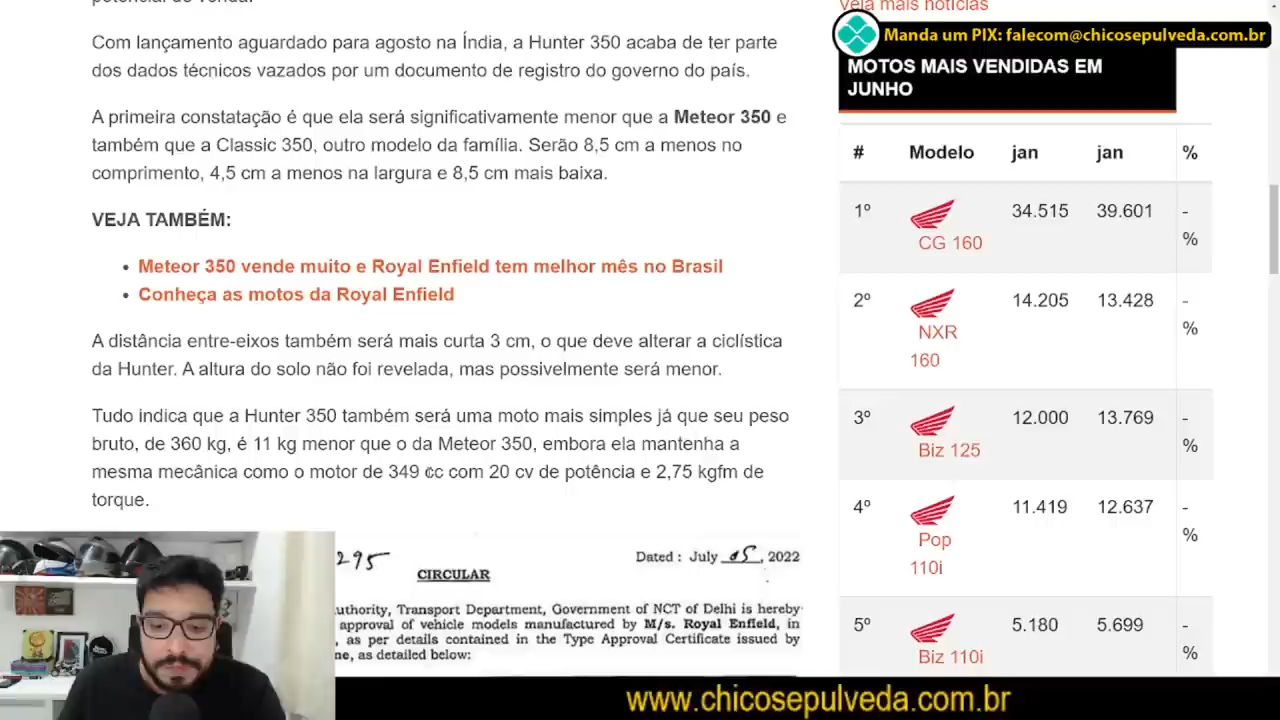 potencial de venda.
Com lançamento aguardado para agosto na Índia, a Hunter 350 acaba de ter parte
dos dados técnicos vazados por um documento de registro do governo do país.
A primeira constatação é que ela será significativamente menor que a Meteor 350 e
também que a Classic 350, outro modelo da família. Serão 8,5 cm a menos no
comprimento, 4,5 cm a menos na largura e 8,5 cm mais baixa.
VEJA TAMBÉM:
• Meteor 350 vende muito e Royal Enfield tem melhor mês no Brasil
• Conheça as motos da Royal Enfield
A distância entre-eixos também será mais curta 3 cm, o que deve alterar a ciclística
da Hunter. A altura do solo não foi revelada, mas possivelmente será menor.
Tudo indica que a Hunter 350 também será uma moto mais simples já que seu peso
bruto, de 360 kg, é 11 kg menor que o da Meteor 350, embora ela mantenha a
mesma mecânica como o motor de 349 cc com 20 cv de potência e 2,75 kgfm de
torque.
295
Dated : July 05, 2022
CIRCULAR
uthority, Transport Department, Government of NCT of Delhi is hereby
approval of vehicle models manufactured by M/s. Royal Enfield, in
, as per details contained in the Type Approval Certificate issued by
ne, as detailed below:
Veja mais notícias
Manda um PIX: falecom@chicosepulveda.com.br
MOTOS MAIS VENDIDAS EM
JUNHO
# Modelo jan jan %
1º CG 160 34.515 39.601 - %
2º NXR 160 14.205 13.428 - %
3º Biz 125 12.000 13.769 - %
4º Pop 110i 11.419 12.637 - %
5º Biz 110i 5.180 5.699 - %
www.chicosepulveda.com.br